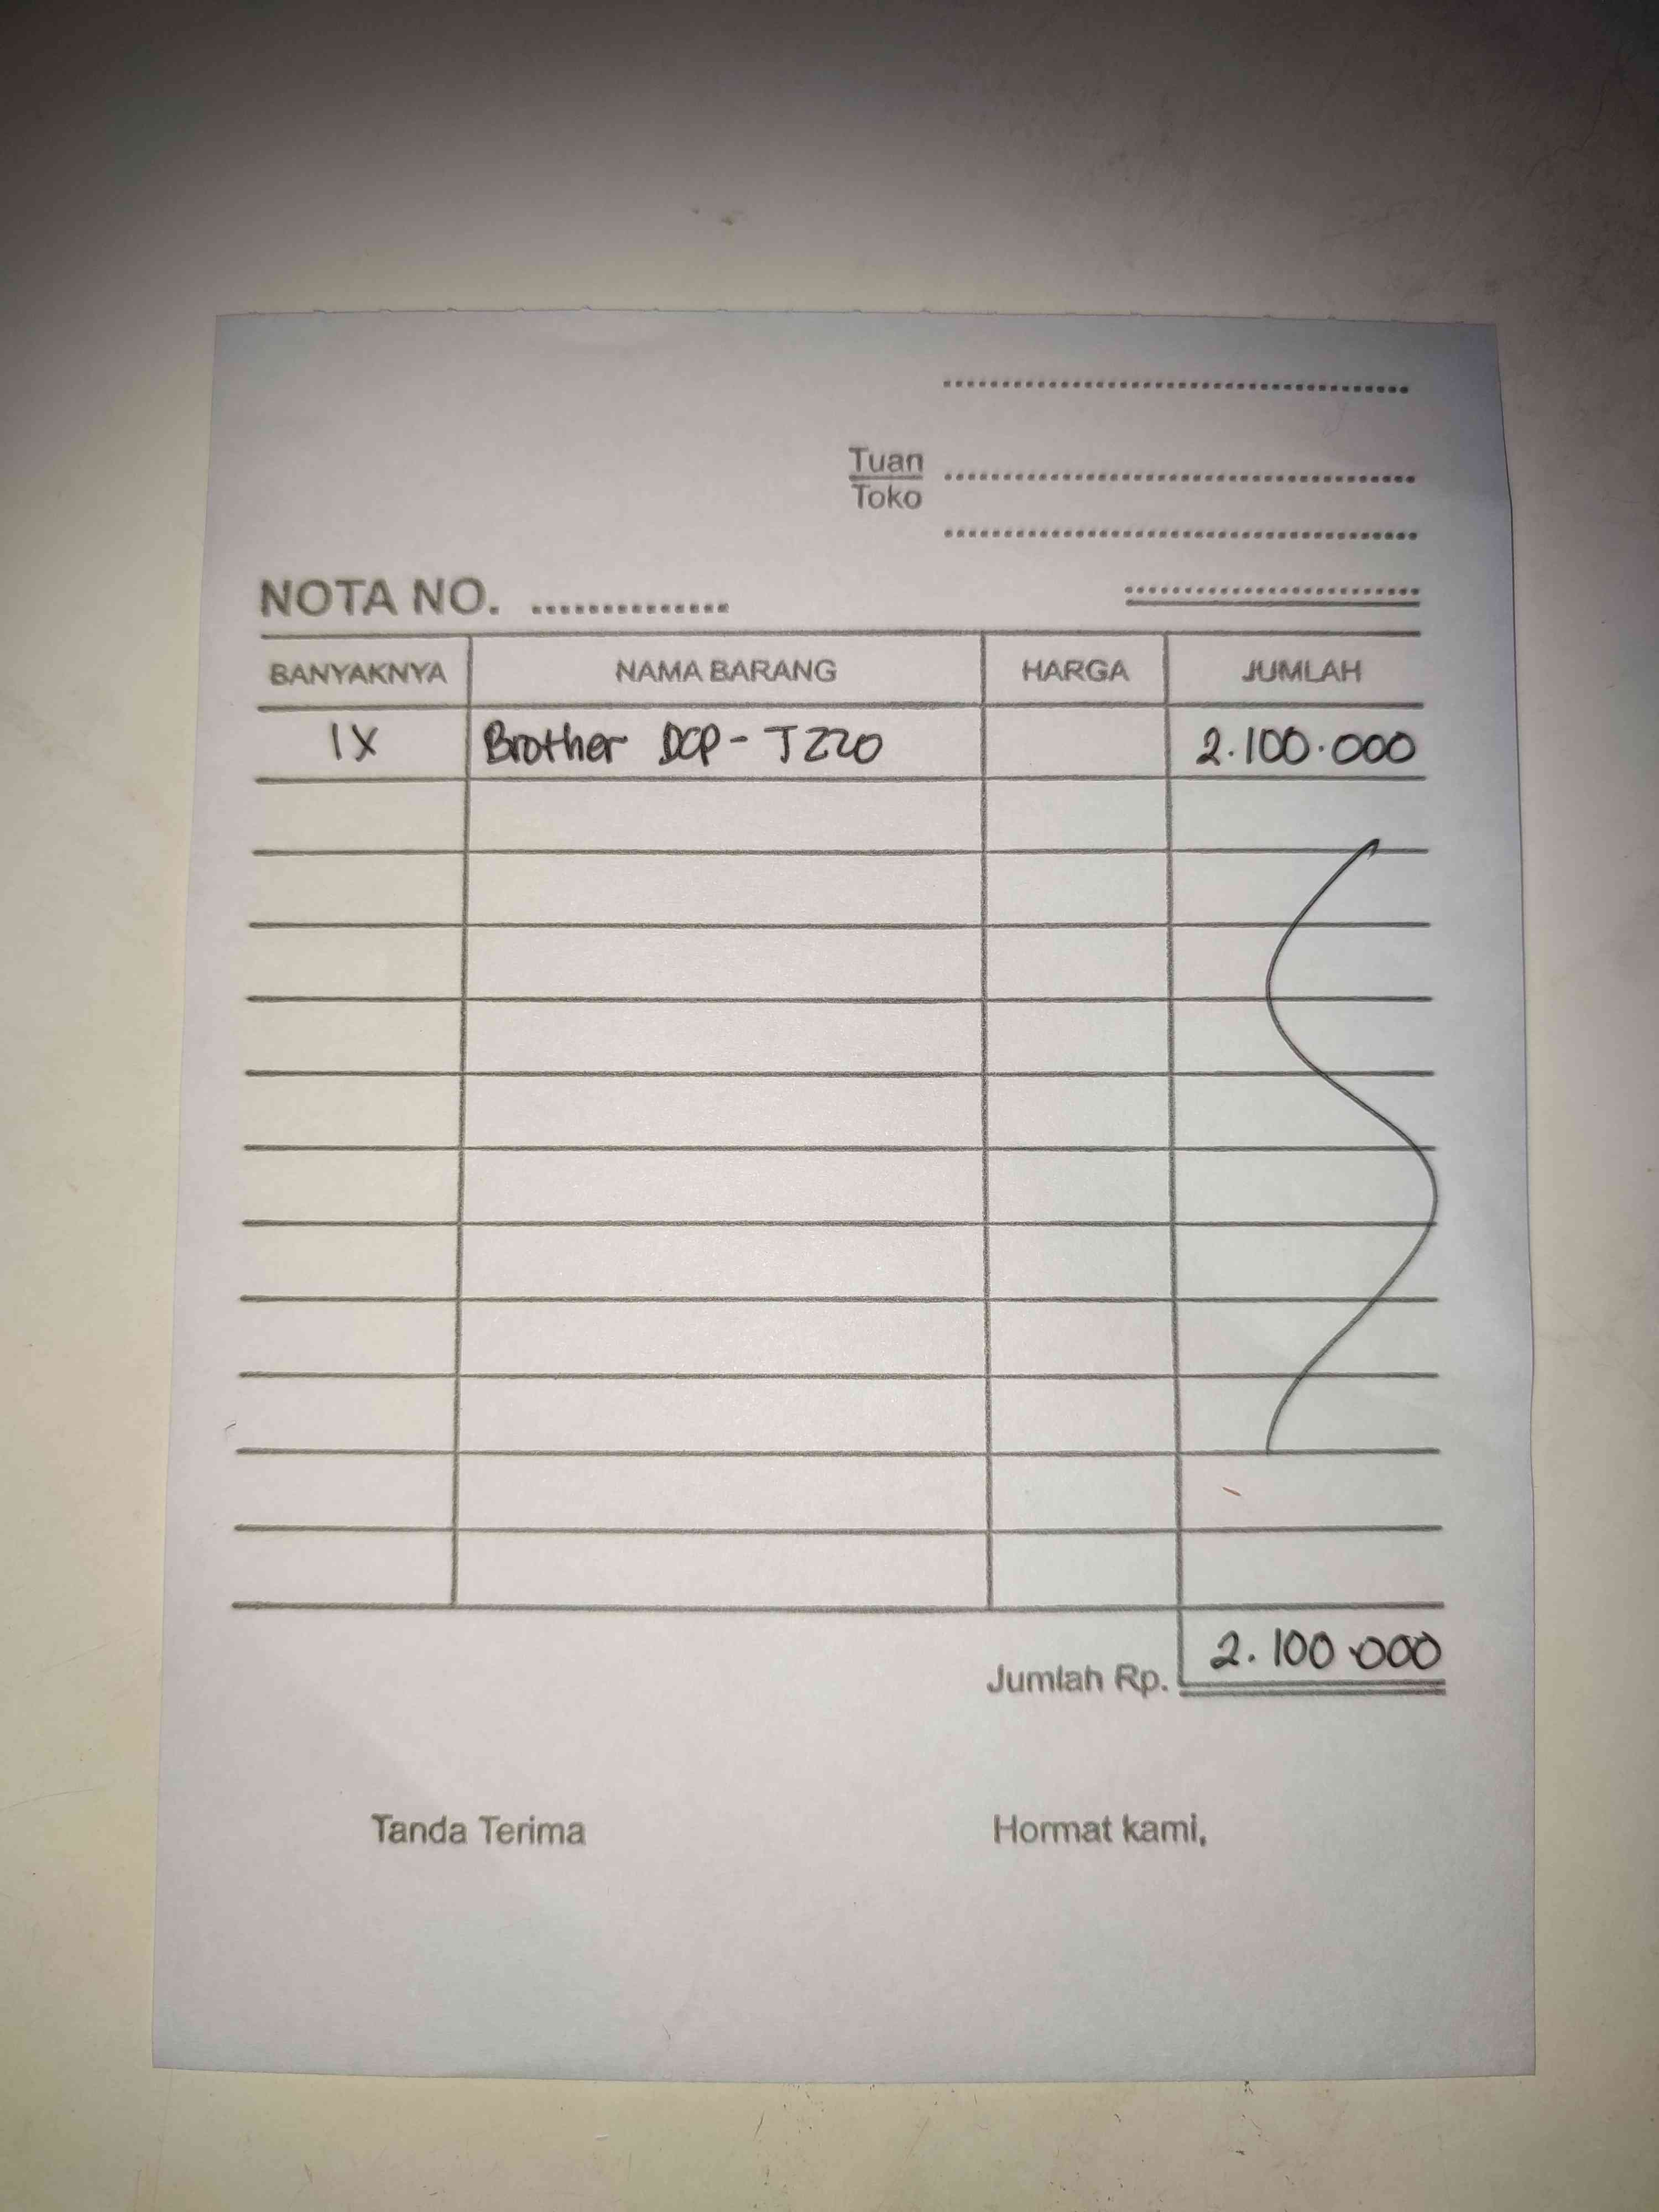 Tuan
Toko
NOTA NO.
BANYAKNYA NAMA BARANG HARGA JUMLAH
1X Brother DCP-T220 2.100.000
Jumlah Rp. 2.100.000
Tanda Terima Hormat kami,